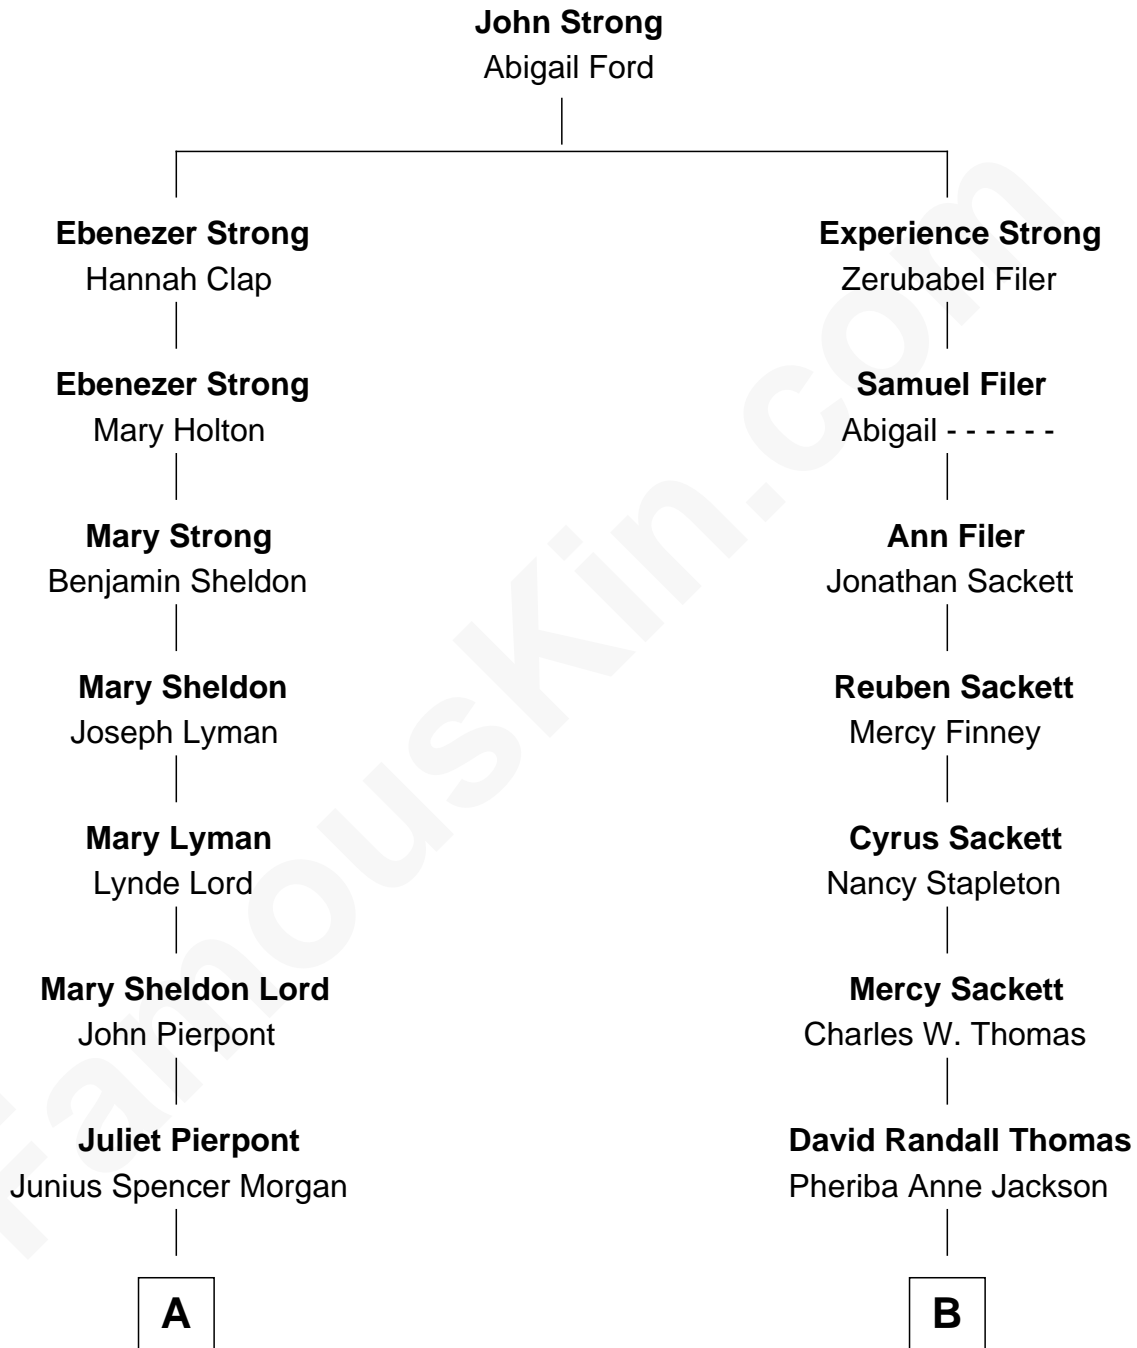 John Strong
Abigail Ford
Ebenezer Strong
Hannah Clap
Experience Strong
Zerubabel Filer
Ebenezer Strong
Mary Holton
Samuel Filer
Abigail - - - - - -
Mary Strong
Benjamin Sheldon
Ann Filer
Jonathan Sackett
Mary Sheldon
Joseph Lyman
Reuben Sackett
Mercy Finney
Mary Lyman
Lynde Lord
Cyrus Sackett
Nancy Stapleton
Mary Sheldon Lord
John Pierpont
Mercy Sackett
Charles W. Thomas
Juliet Pierpont
Junius Spencer Morgan
David Randall Thomas
Pheriba Anne Jackson
A
B
FamousKin.com